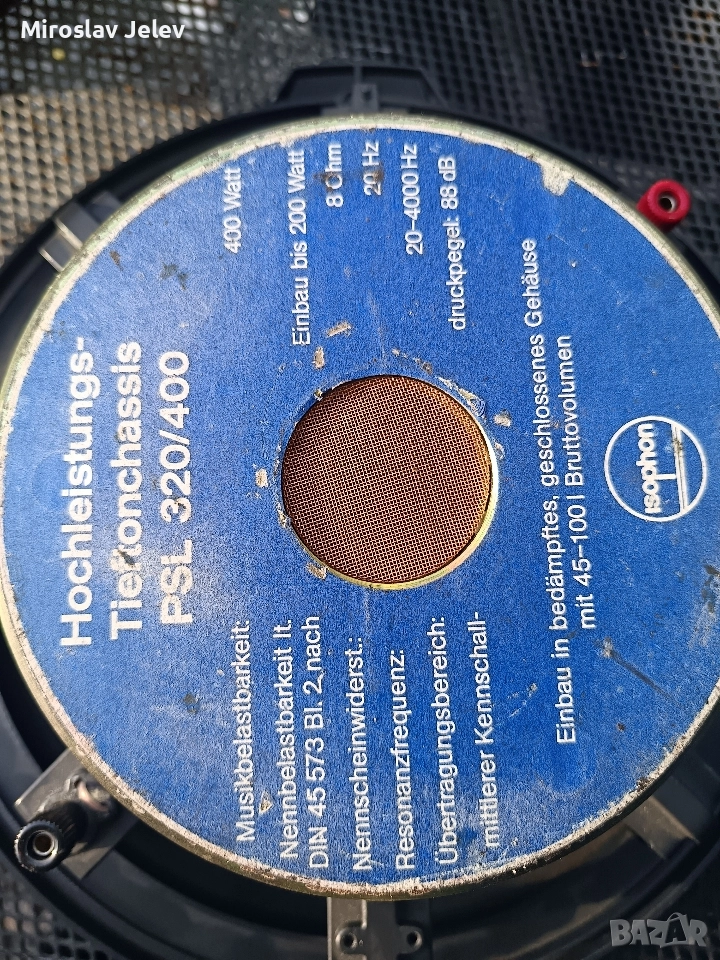 Miroslav Jelev
Hochleistungs-
Tieftonchassis
PSL 320/400
Musikbelastbarkeit: 400 Watt
Nennbelastbarkeit lt.
DIN 45 573 Bl. 2 nach Einbau bis 200 Watt
Nennscheinwiderst.: 8 Ohm
Resonanzfrequenz: 20 Hz
Übertragungsbereich: 20-4000 Hz
mittlerer Kennschall-druckpegel: 88 dB
Einbau in bedämpftes, geschlossenes Gehäuse
mit 45-100 l Bruttovolumen
isophon
BAZAR